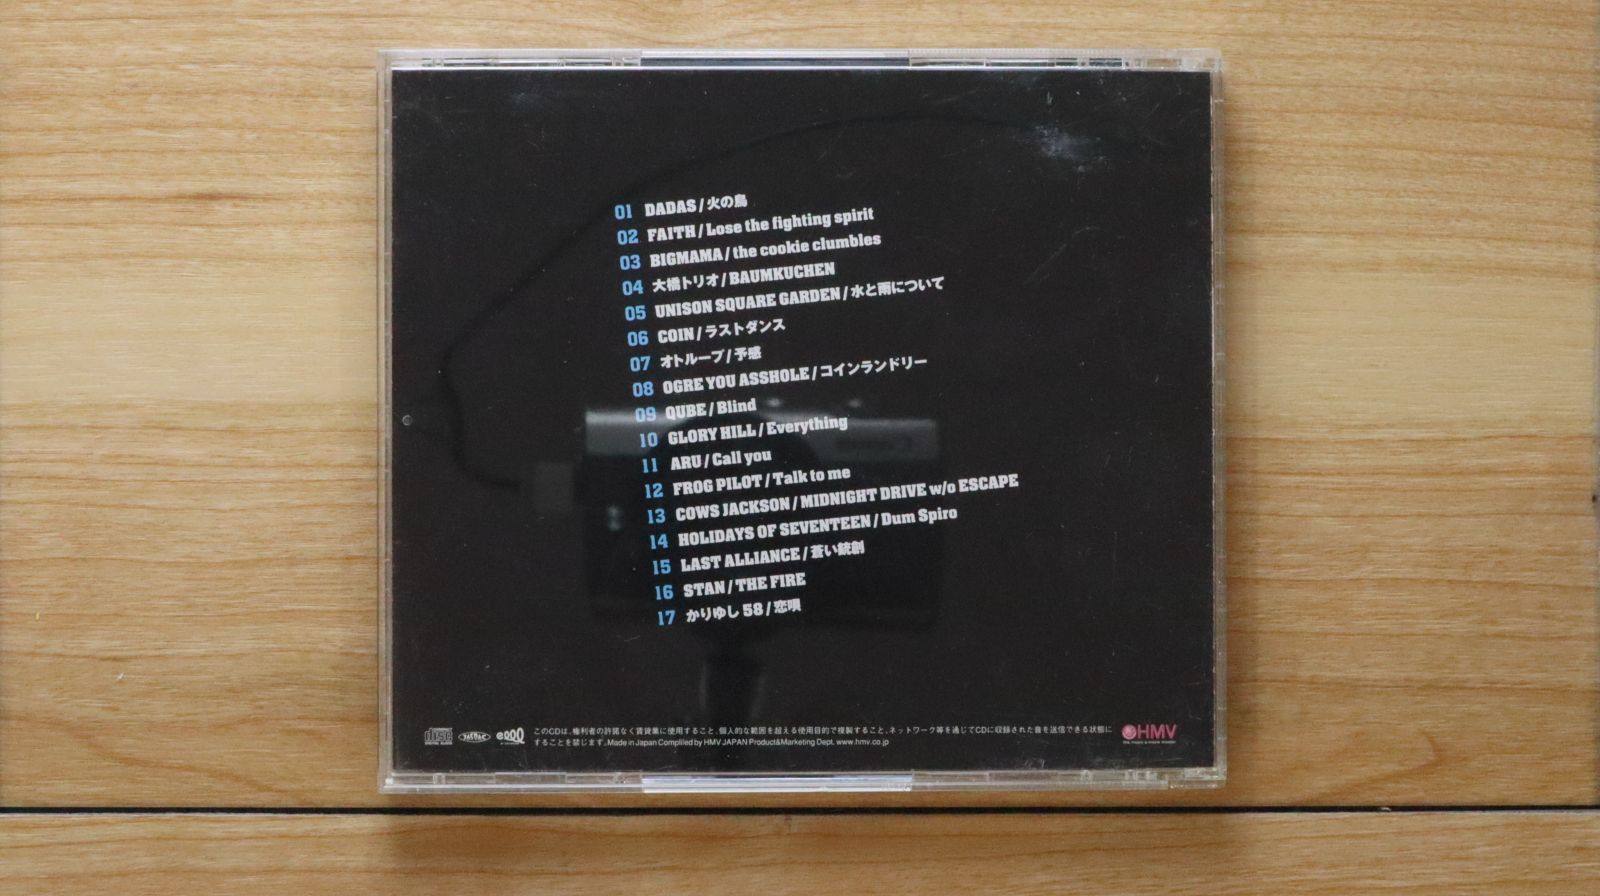 01 DADAS / 火の鳥
02 FAITH / Lose the fighting spirit
03 BIGMAMA / the cookie clumbles
04 大橋トリオ / BAUMKUCHEN
05 UNISON SQUARE GARDEN / 水と雨について
06 COIN / ラストダンス
07 オトループ / 予感
08 OGRE YOU ASSHOLE / コインランドリー
09 QUBE / Blind
10 GLORY HILL / Everything
11 ARU / Call you
12 FROG PILOT / Talk to me
13 COWS JACKSON / MIDNIGHT DRIVE w/o ESCAPE
14 HOLIDAYS OF SEVENTEEN / Dum Spiro
15 LAST ALLIANCE / 蒼い銃創
16 STAN / THE FIRE
17 かりゆし 58 / 恋唄
COMPACT disc DIGITAL AUDIO
JASRAC
このCDは、権利者の許諾なく賃貸業に使用すること、個人的な範囲を超える使用目的で複製すること、ネットワーク等を通じてCDに収録された音を送信できる状態に
することを禁じます。Made in Japan Compliled by HMV JAPAN Product&Marketing Dept. www.hmv.co.jp
HMV